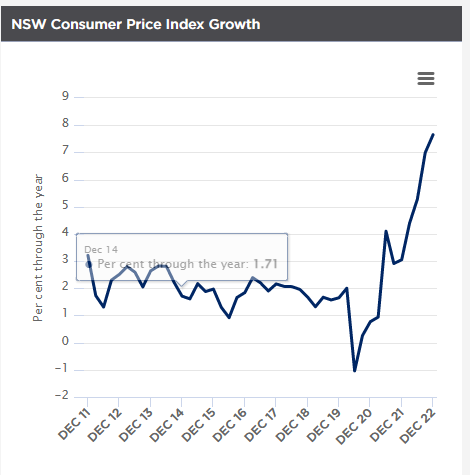 NSW Consumer Price Index Growth
9
8
7
6
5
4
3
2
1
0
−1
−2
Per cent through the year
Dec 14
Per cent through the year: 1.71
DEC 11
DEC 12
DEC 13
DEC 14
DEC 15
DEC 16
DEC 17
DEC 18
DEC 19
DEC 20
DEC 21
DEC 22